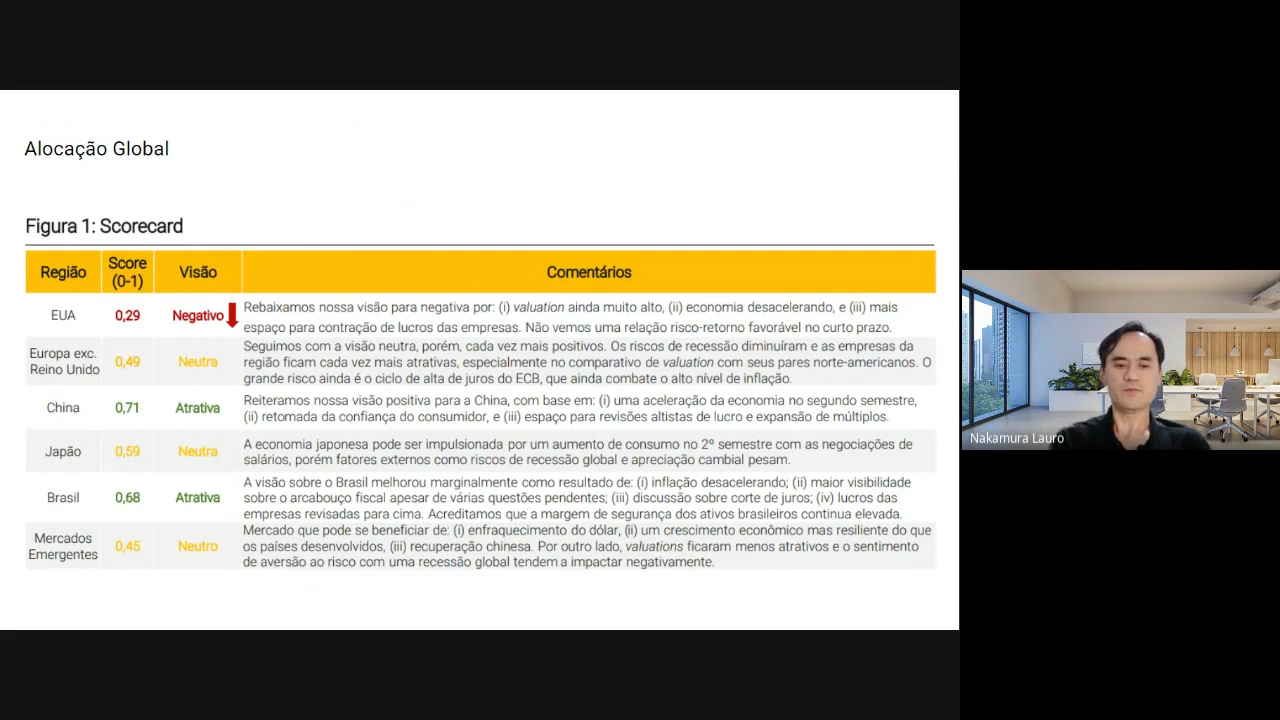 Alocação Global
Figura 1: Scorecard
Região
Score
(0-1)
Visão
Comentários
EUA
0,29
Negativo
Rebaixamos nossa visão para negativa por: (i) valuation ainda muito alto, (ii) economia desacelerando, e (iii) mais
espaço para contração de lucros das empresas. Não vemos uma relação risco-retorno favorável no curto prazo.
Europa exc.
Reino Unido
0,49
Neutra
Seguimos com a visão neutra, porém, cada vez mais positivos. Os riscos de recessão diminuíram e as empresas da
região ficam cada vez mais atrativas, especialmente no comparativo de valuation com seus pares norte-americanos. O
grande risco ainda é o ciclo de alta de juros do ECB, que ainda combate o alto nível de inflação.
China
0,71
Atrativa
Reiteramos nossa visão positiva para a China, com base em: (i) uma aceleração da economia no segundo semestre,
(ii) retomada da confiança do consumidor, e (iii) espaço para revisões altistas de lucro e expansão de múltiplos.
Japão
0,59
Neutra
A economia japonesa pode ser impulsionada por um aumento de consumo no 2º semestre com as negociações de
salários, porém fatores externos como riscos de recessão global e apreciação cambial pesam.
Brasil
0,68
Atrativa
A visão sobre o Brasil melhorou marginalmente como resultado de: (i) inflação desacelerando; (ii) maior visibilidade
sobre o arcabouço fiscal apesar de várias questões pendentes; (iii) discussão sobre corte de juros; (iv) lucros das
empresas revisadas para cima. Acreditamos que a margem de segurança dos ativos brasileiros continua elevada.
Mercados
Emergentes
0,45
Neutro
Mercado que pode se beneficiar de: (i) enfraquecimento do dólar, (ii) um crescimento econômico mas resiliente do que
os países desenvolvidos, (iii) recuperação chinesa. Por outro lado, valuations ficaram menos atrativos e o sentimento
de aversão ao risco com uma recessão global tendem a impactar negativamente.
Nakamura Lauro